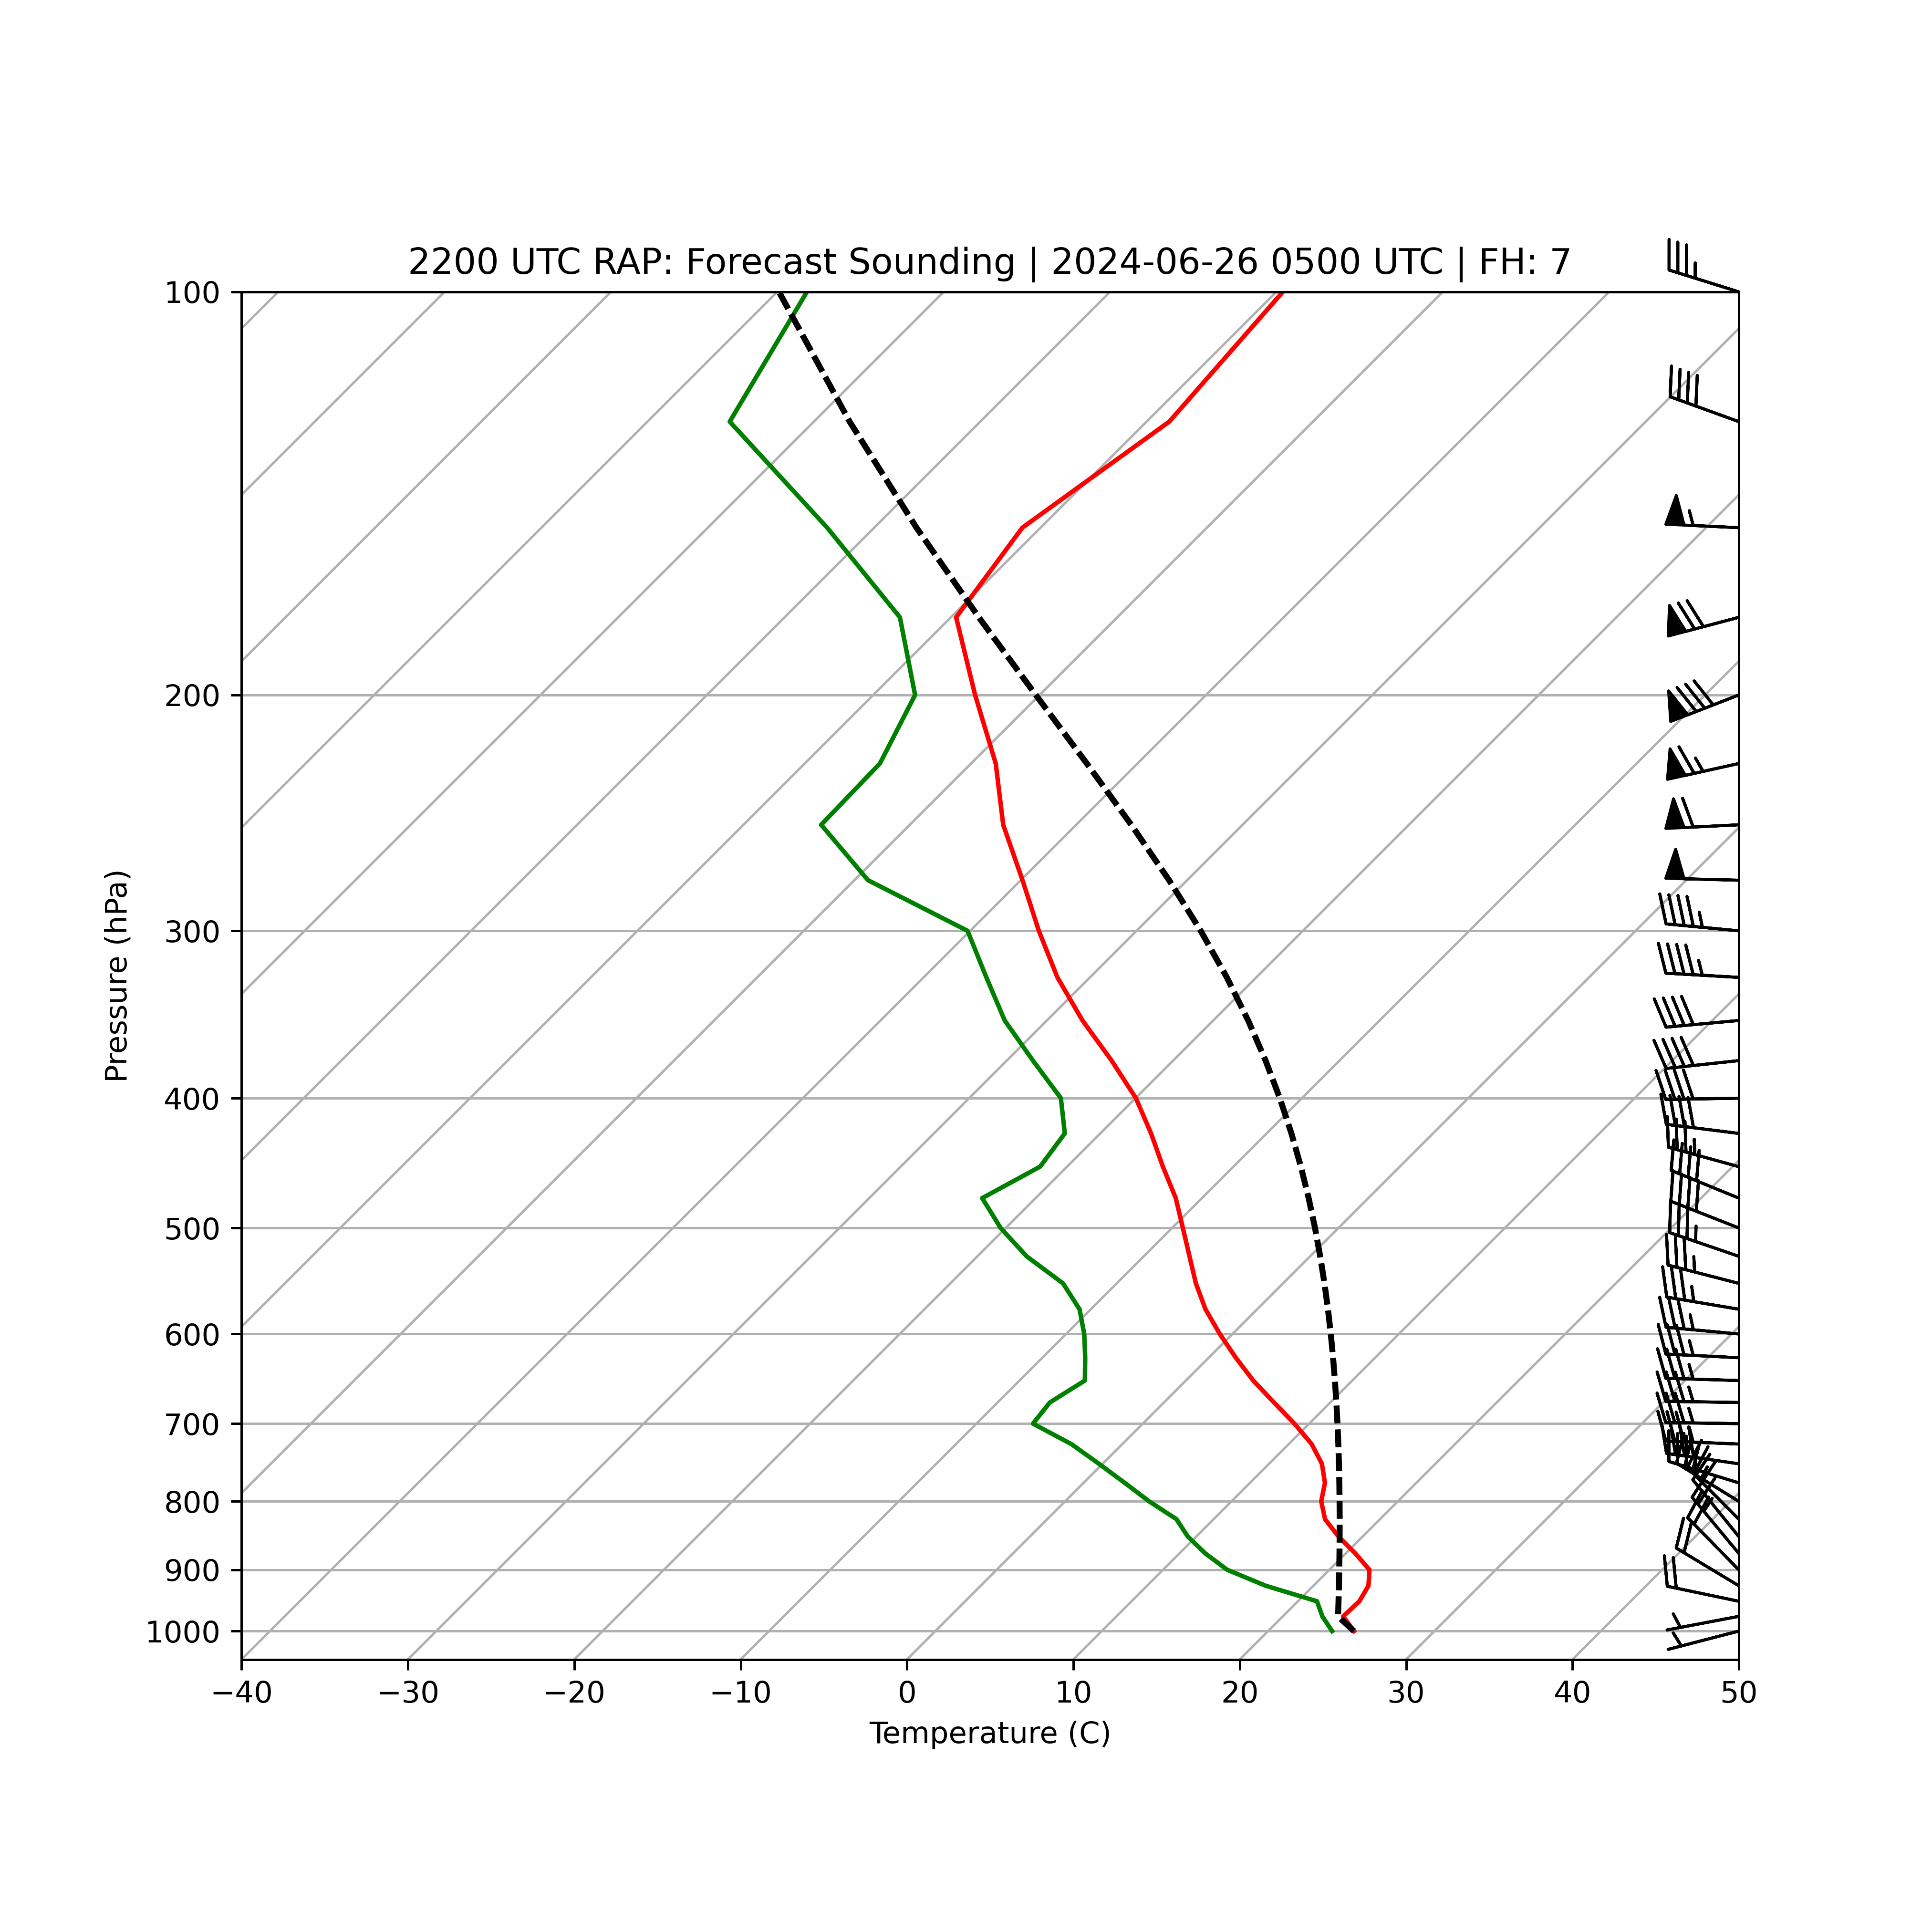 2200 UTC RAP: Forecast Sounding | 2024-06-26 0500 UTC | FH: 7
100
200
300
400
500
600
700
800
900
1000
Pressure (hPa)
−40 −30 −20 −10 0 10 20 30 40 50
Temperature (C)